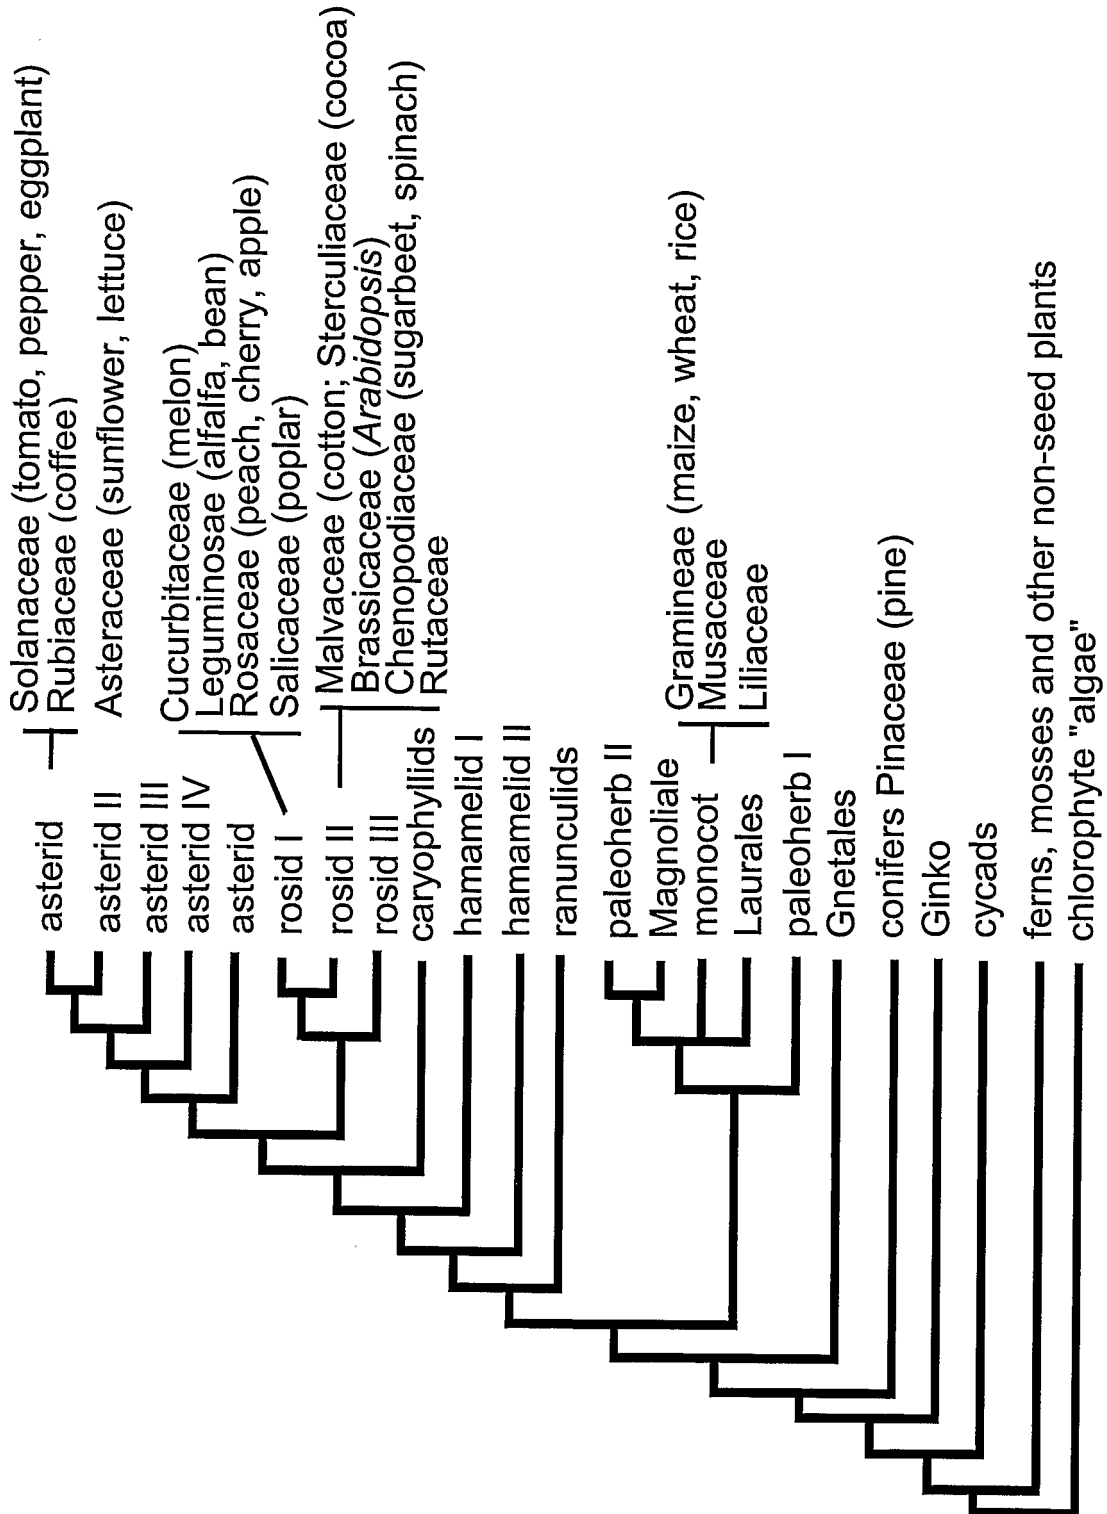 Solanaceae (tomato, pepper, eggplant)
Rubiaceae (coffee)
Asteraceae (sunflower, lettuce)
Cucurbitaceae (melon)
Leguminosae (alfalfa, bean)
Rosaceae (peach, cherry, apple)
Salicaceae (poplar)
Malvaceae (cotton; Sterculiaceae (cocoa)
Brassicaceae (Arabidopsis)
Chenopodiaceae (sugarbeet, spinach)
Rutaceae
Gramineae (maize, wheat, rice)
Musaceae
Liliaceae
asterid
asterid II
asterid III
asterid IV
asterid
rosid I
rosid II
rosid III
caryophyllids
hamamelid I
hamamelid II
ranunculids
paleoherb II
Magnoliale
monocot
Laurales
paleoherb I
Gnetales
conifers Pinaceae (pine)
Ginko
cycads
ferns, mosses and other non-seed plants
chlorophyte "algae"